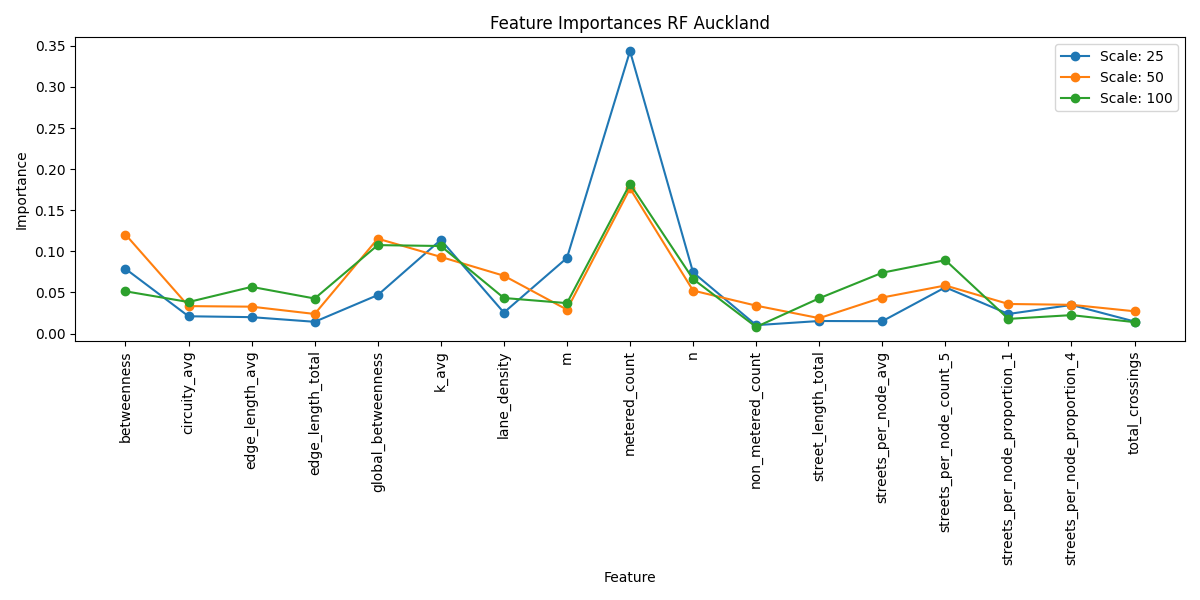 Feature Importances RF Auckland
Scale: 25
Scale: 50
Scale: 100
Importance
0.35
0.30
0.25
0.20
0.15
0.10
0.05
0.00
betweenness
circuity_avg
edge_length_avg
edge_length_total
global_betweenness
k_avg
lane_density
m
metered_count
n
non_metered_count
street_length_total
streets_per_node_avg
streets_per_node_count_5
streets_per_node_proportion_1
streets_per_node_proportion_4
total_crossings
Feature